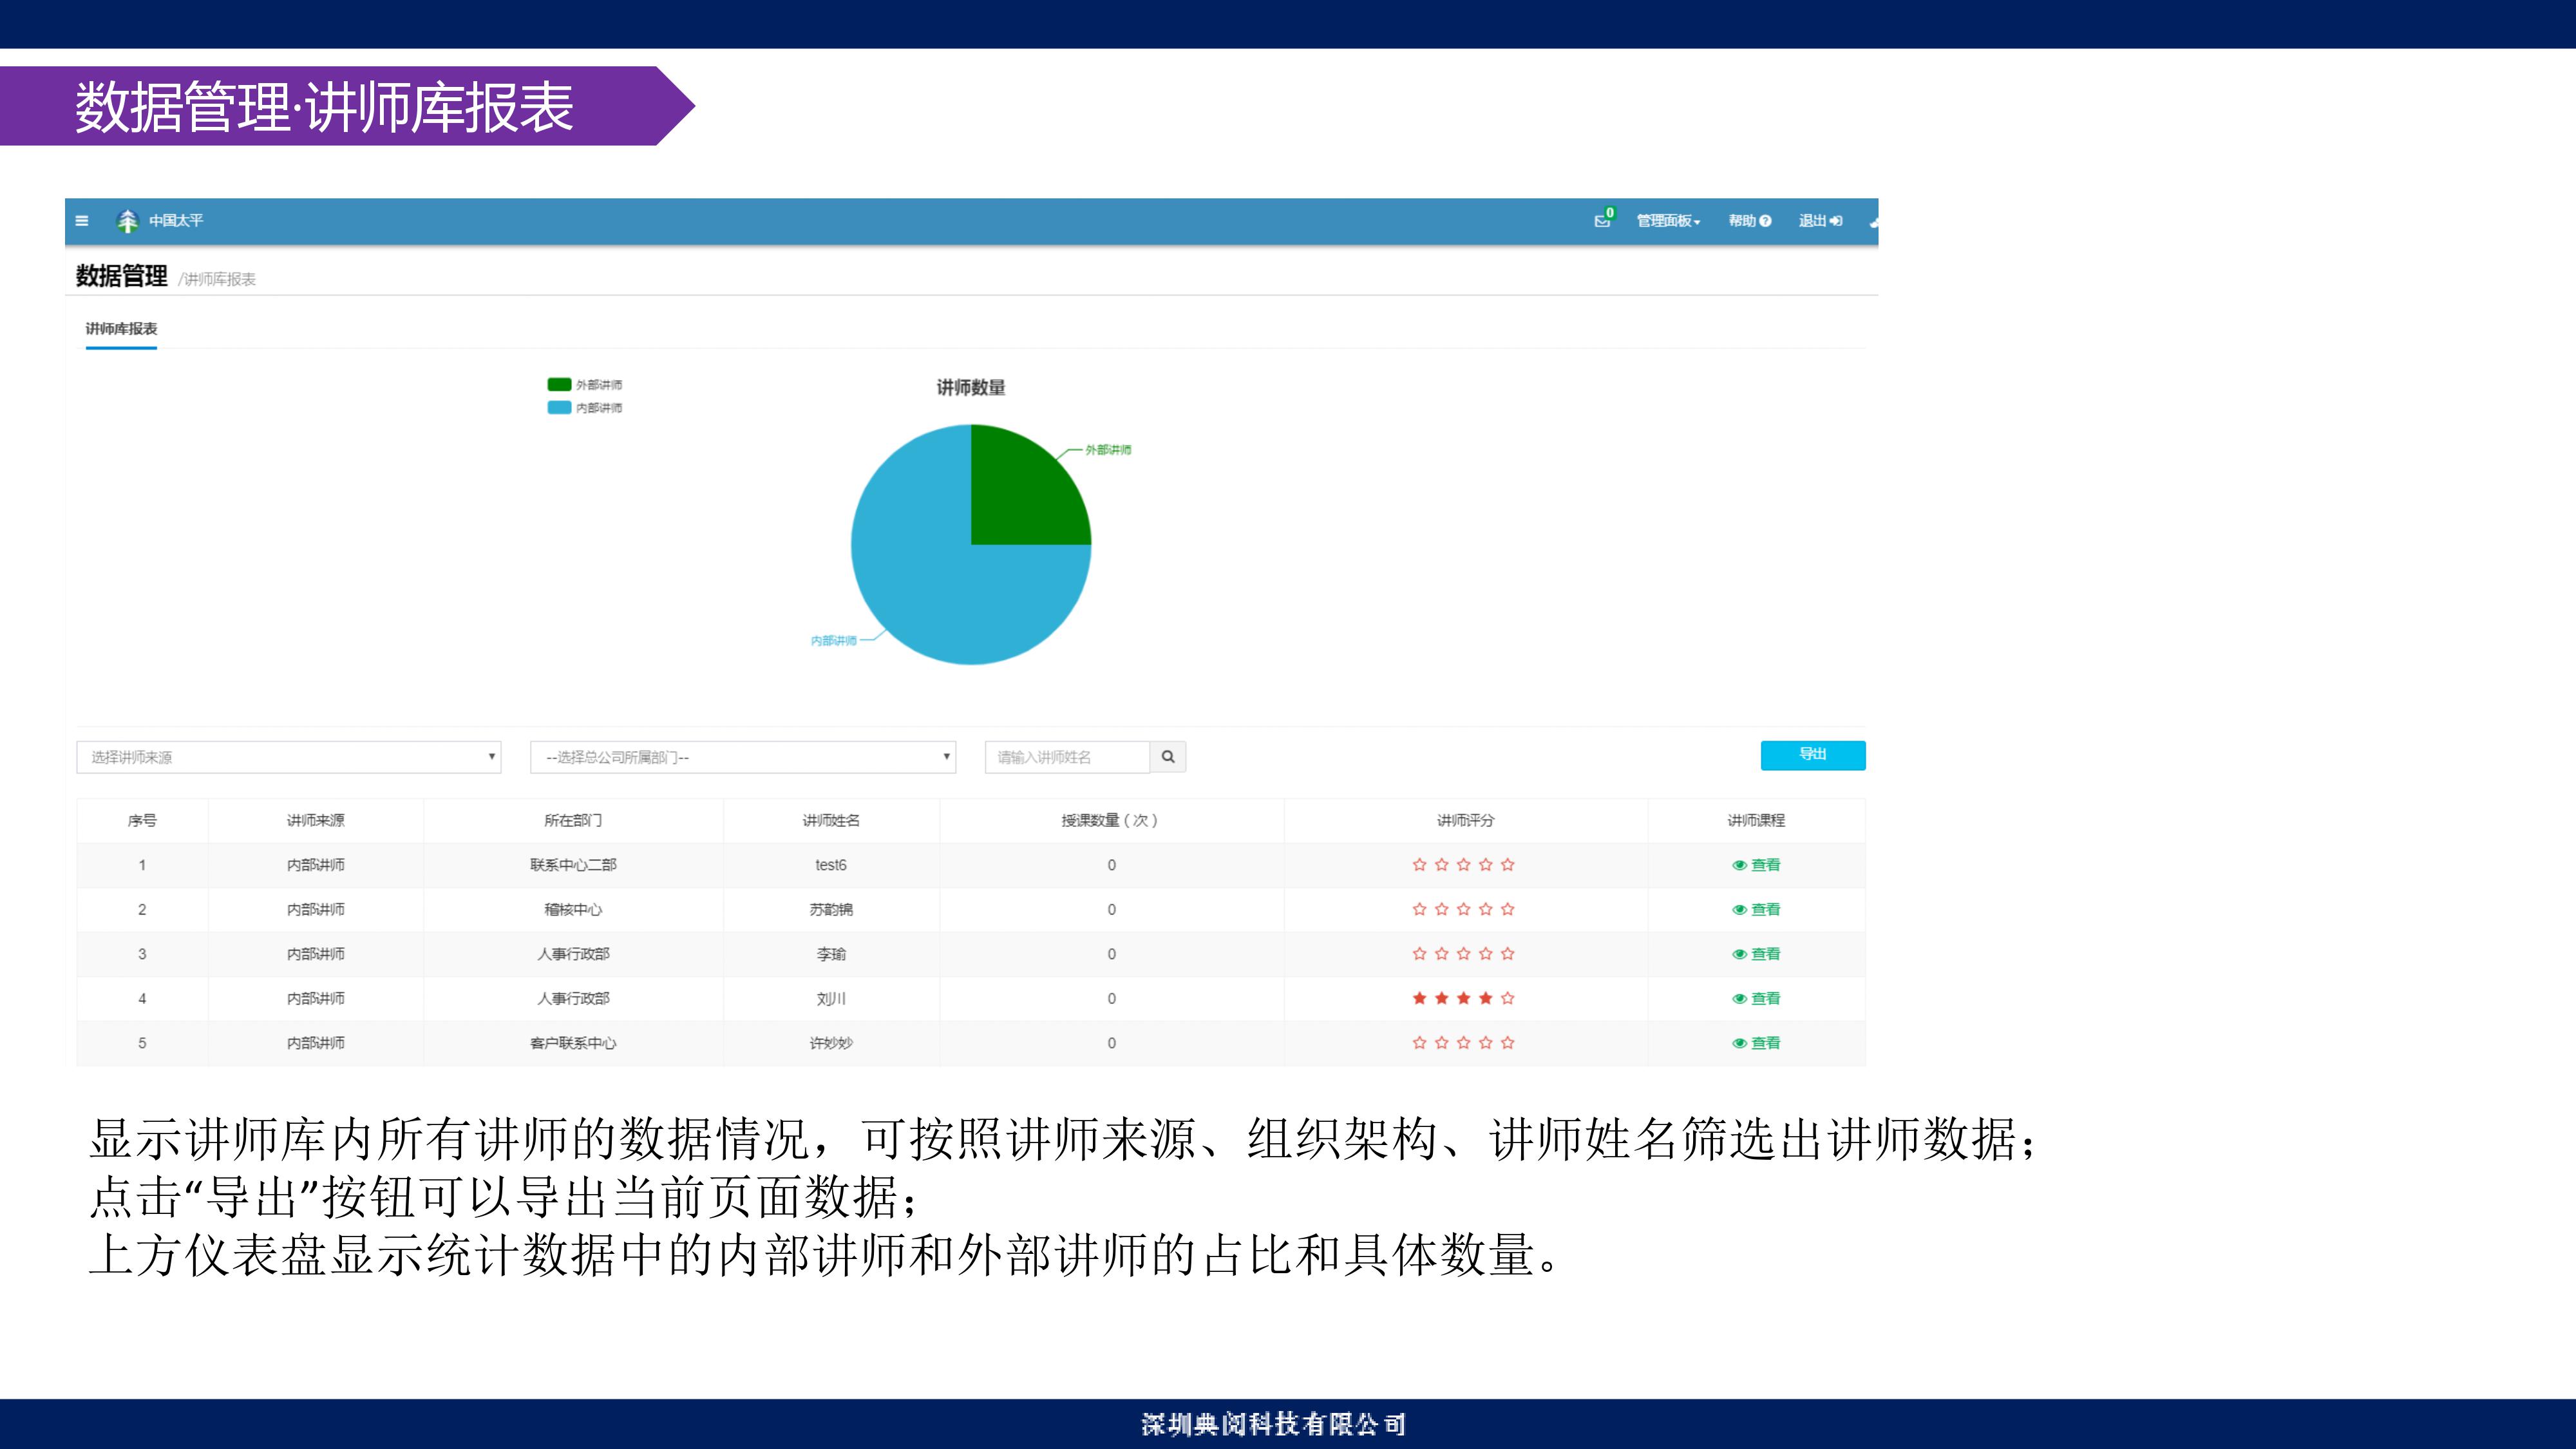 数据管理·讲师库报表
中国太平
0
管理面板
帮助
退出
数据管理 /讲师库报表
讲师库报表
外部讲师
内部讲师
讲师数量
外部讲师
内部讲师
选择讲师来源
--选择总公司所属部门--
请输入讲师姓名
导出
序号 讲师来源 所在部门 讲师姓名 授课数量（次） 讲师评分 讲师课程
1 内部讲师 联系中心二部 test6 0 查看
2 内部讲师 稽核中心 苏韵锦 0 查看
3 内部讲师 人事行政部 李瑜 0 查看
4 内部讲师 人事行政部 刘川 0 查看
5 内部讲师 客户联系中心 许妙妙 0 查看
显示讲师库内所有讲师的数据情况，可按照讲师来源、组织架构、讲师姓名筛选出讲师数据；
点击“导出”按钮可以导出当前页面数据；
上方仪表盘显示统计数据中的内部讲师和外部讲师的占比和具体数量。
深圳典阅科技有限公司